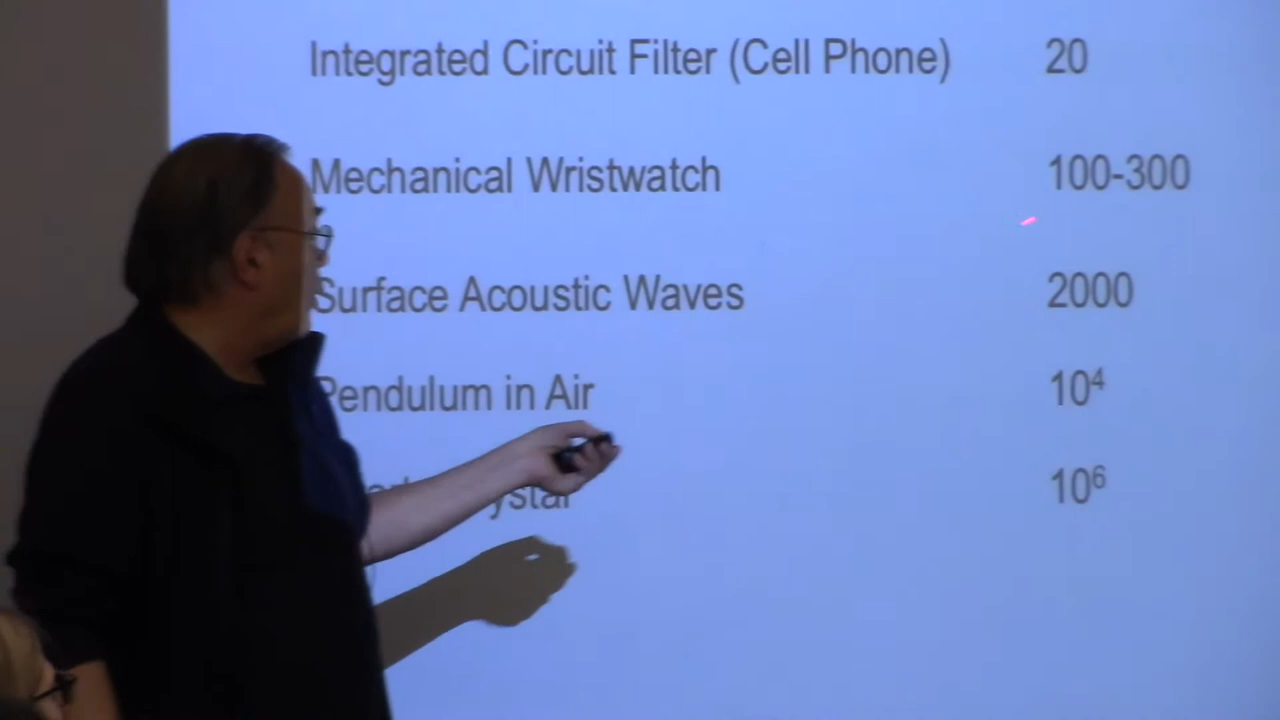 Integrated Circuit Filter (Cell Phone) 20
Mechanical Wristwatch 100-300
Surface Acoustic Waves 2000
Pendulum in Air 10⁴
10⁶